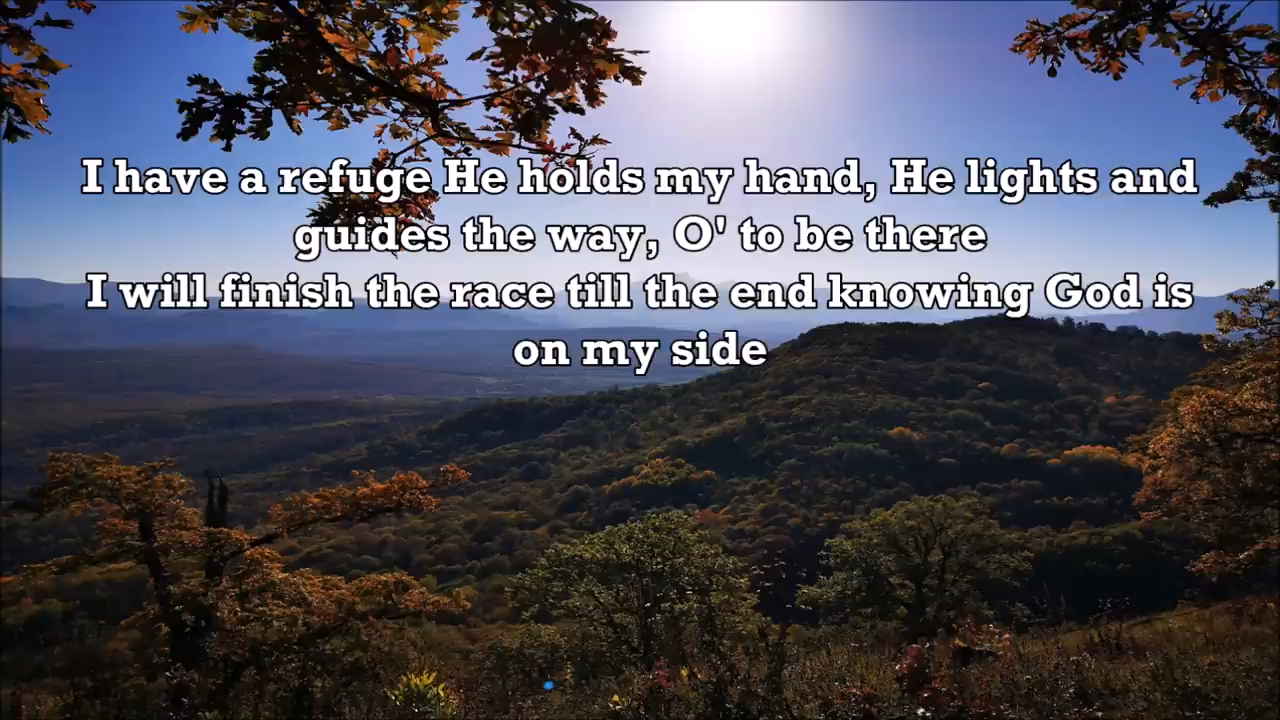 I have a refuge He holds my hand, He lights and
guides the way, O' to be there
I will finish the race till the end knowing God is
on my side